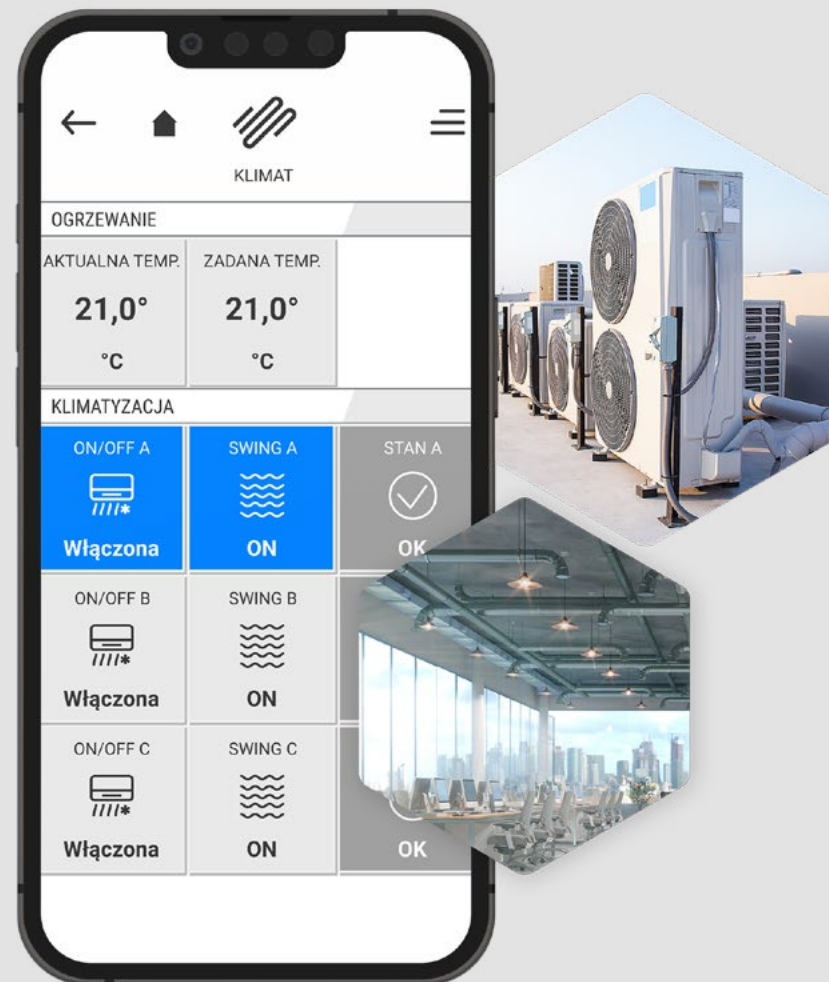 KLIMAT
OGRZEWANIE
AKTUALNA TEMP. ZADANA TEMP.
21,0° 21,0°
°C °C
KLIMATYZACJA
ON/OFF A SWING A STAN A
Włączona ON OK
ON/OFF B SWING B
Włączona ON
ON/OFF C SWING C
Włączona ON OK